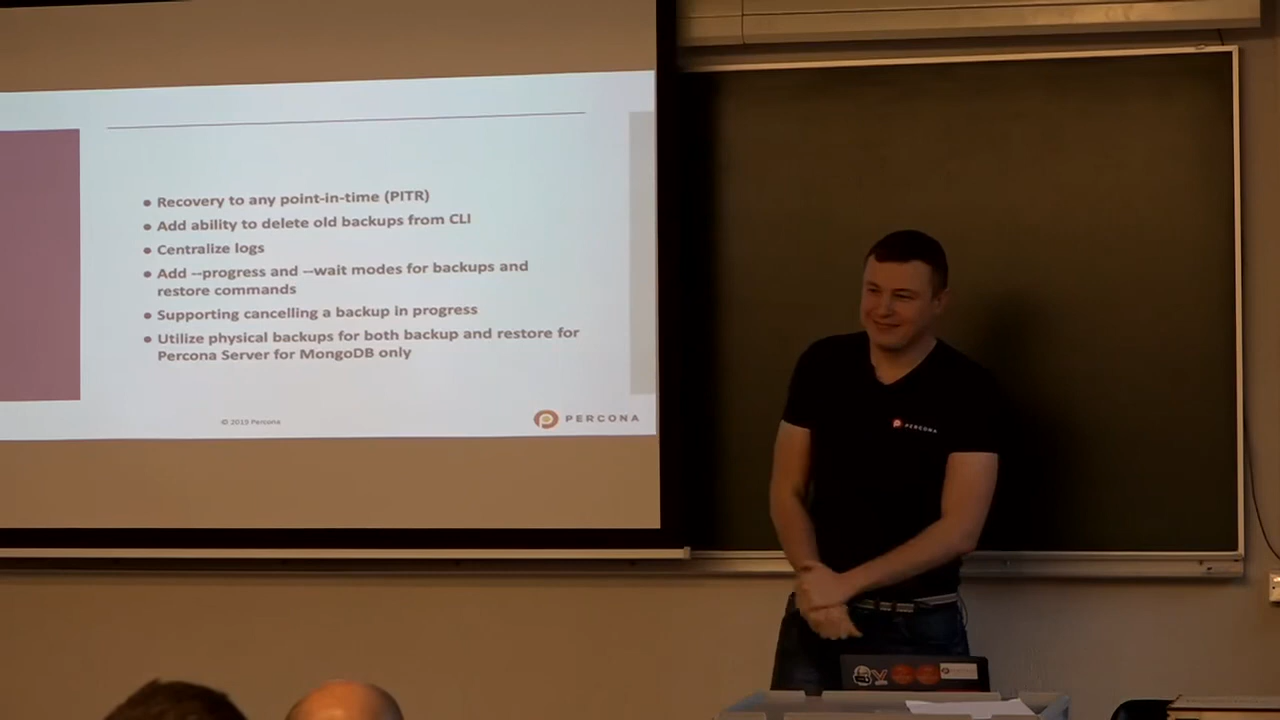 ● Recovery to any point-in-time (PITR)
● Add ability to delete old backups from CLI
● Centralize logs
● Add --progress and --wait modes for backups and
restore commands
● Supporting cancelling a backup in progress
● Utilize physical backups for both backup and restore for
Percona Server for MongoDB only
© 2019 Percona
PERCONA
PERCONA